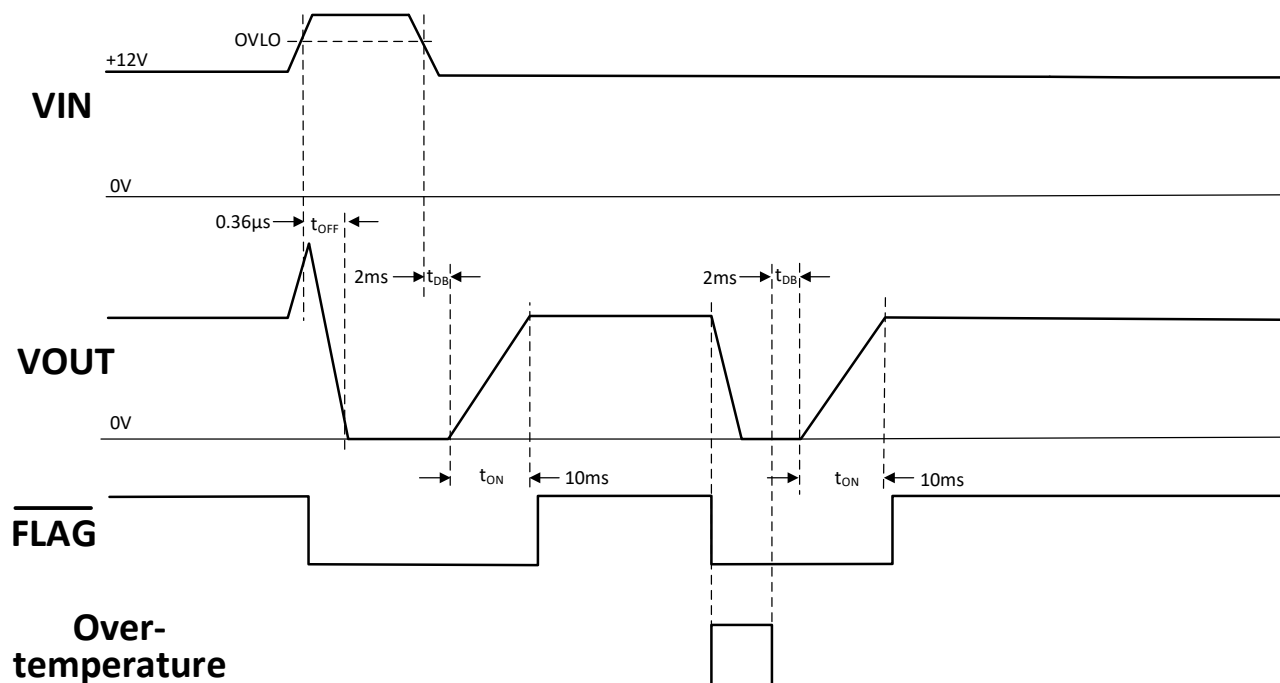 OVLO
+12V
VIN
0V
0.36µs tOFF
2ms tDB
2ms tDB
VOUT
0V
tON 10ms
tON 10ms
FLAG
Over-
temperature